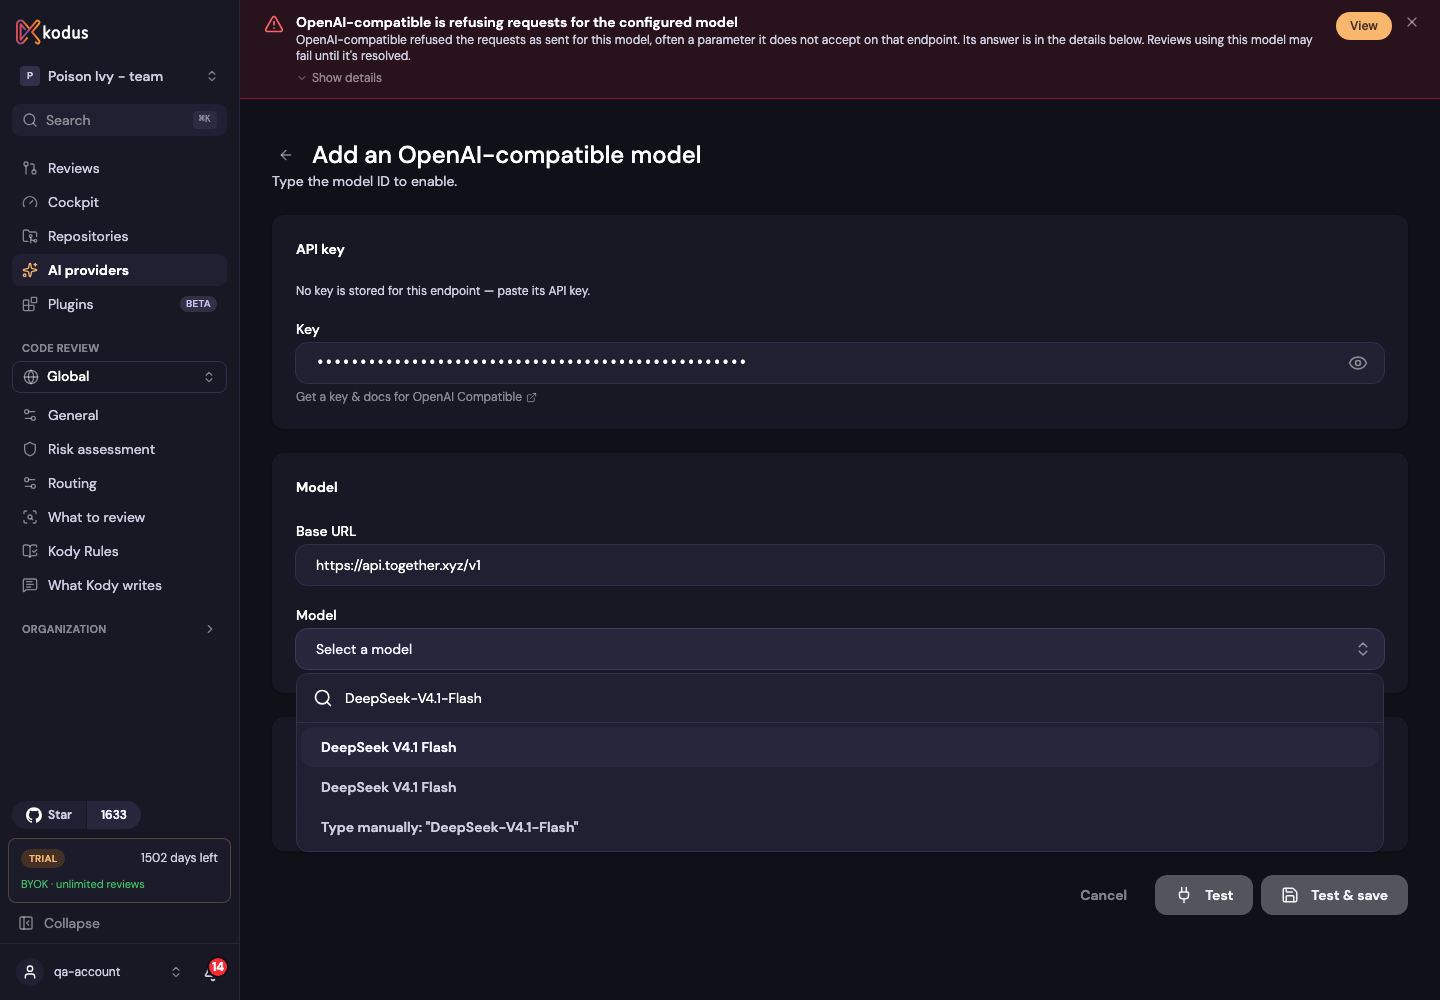 kodus
P Poison Ivy - team
Search ⌘K
Reviews
Cockpit
Repositories
AI providers
Plugins BETA
CODE REVIEW
Global
General
Risk assessment
Routing
What to review
Kody Rules
What Kody writes
ORGANIZATION
Star 1633
TRIAL 1502 days left
BYOK · unlimited reviews
Collapse
qa-account 14
OpenAI-compatible is refusing requests for the configured model
OpenAI-compatible refused the requests as sent for this model, often a parameter it does not accept on that endpoint. Its answer is in the details below. Reviews using this model may
fail until it's resolved.
Show details
View
Add an OpenAI-compatible model
Type the model ID to enable.
API key
No key is stored for this endpoint — paste its API key.
Key
Get a key & docs for OpenAI Compatible
Model
Base URL
https://api.together.xyz/v1
Model
Select a model
DeepSeek-V4.1-Flash
DeepSeek V4.1 Flash
DeepSeek V4.1 Flash
Type manually: "DeepSeek-V4.1-Flash"
Cancel
Test
Test & save